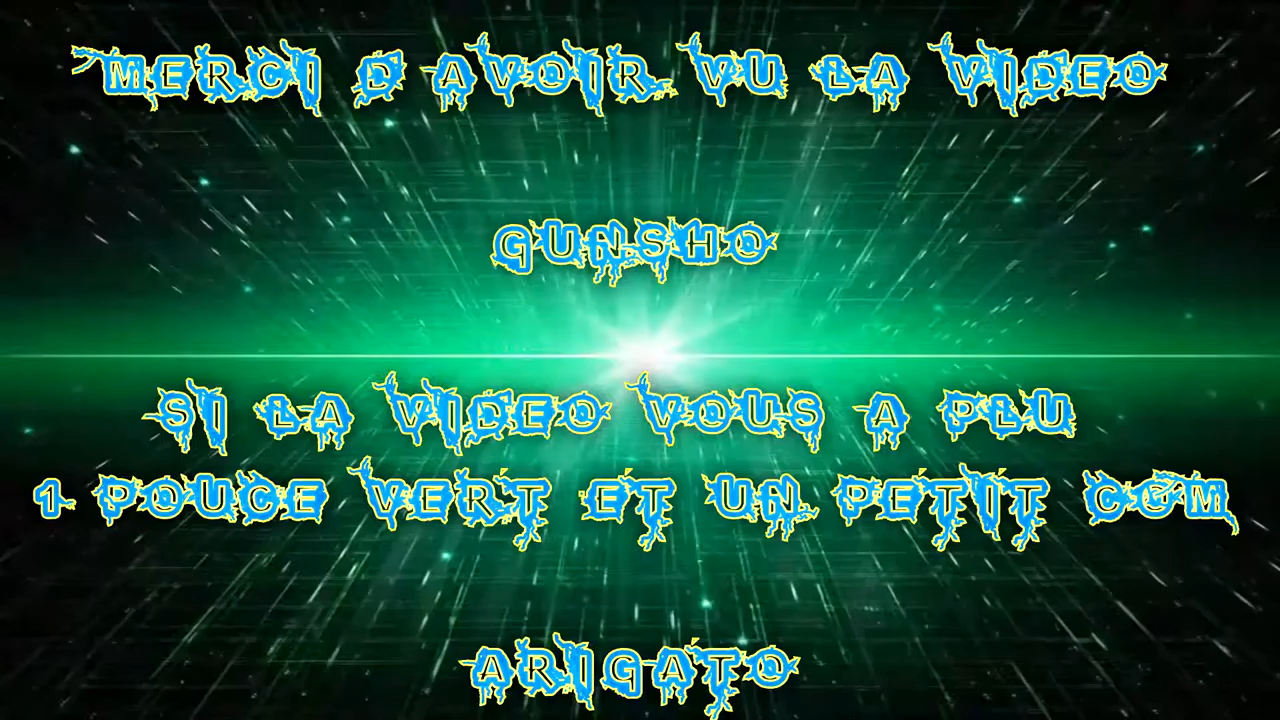 MERCI D AVOIR VU LA VIDEO
GUNSHO
SI LA VIDEO VOUS A PLU
1 POUCE VERT ET UN PETIT COM
ARIGATO